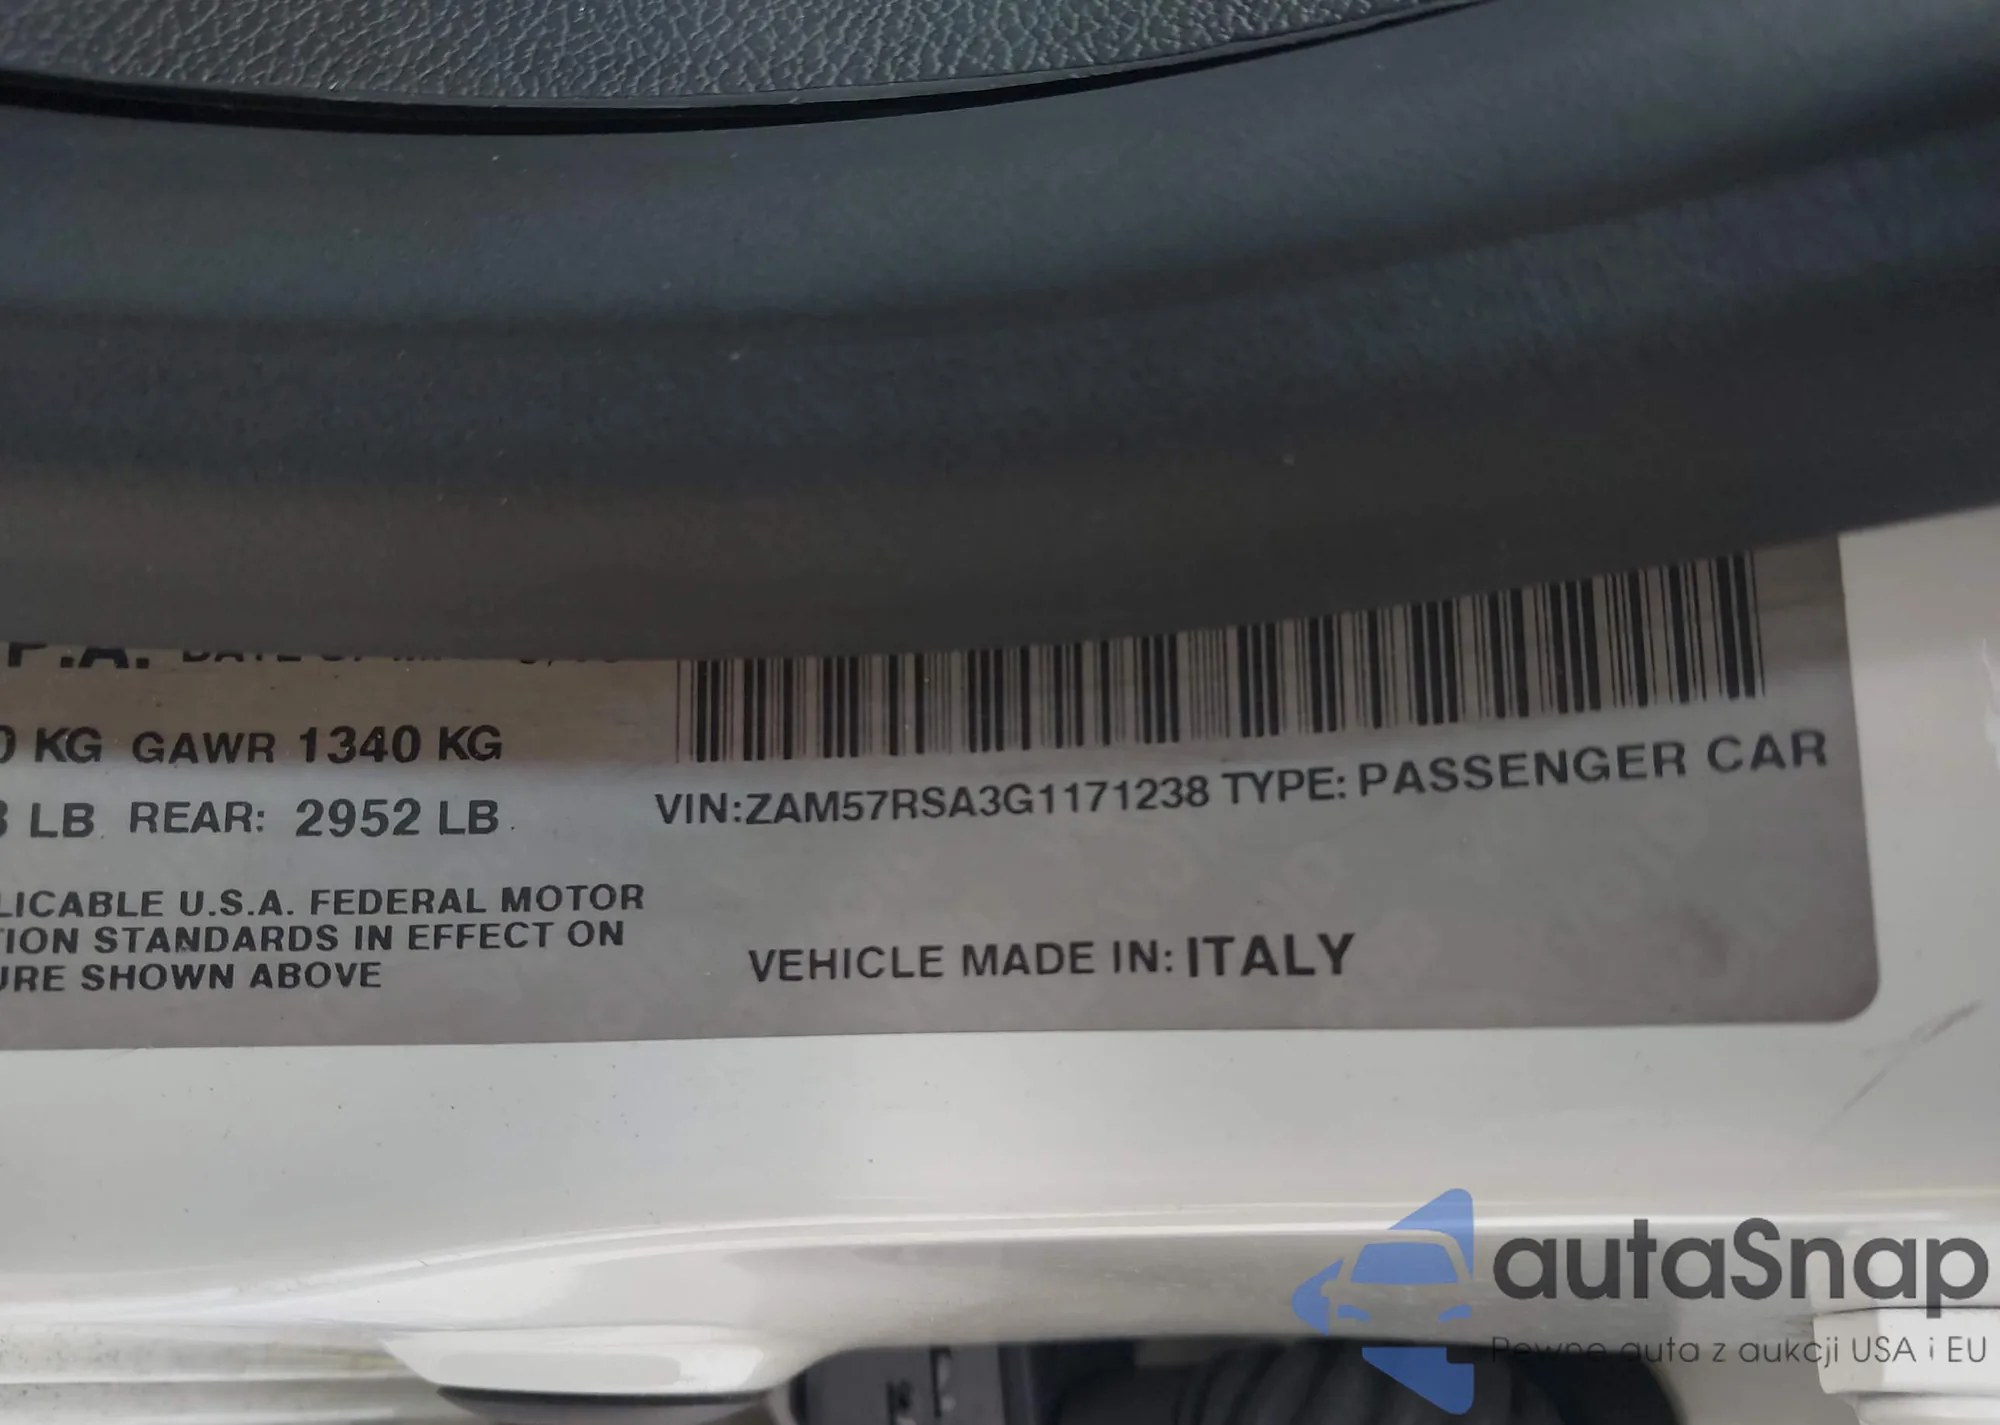 P.A.
0 KG GAWR 1340 KG
LB REAR: 2952 LB
VIN:ZAM57RSA3G1171238 TYPE: PASSENGER CAR
LICABLE U.S.A. FEDERAL MOTOR
TION STANDARDS IN EFFECT ON
URE SHOWN ABOVE
VEHICLE MADE IN: ITALY
autaSnap
Pewne auta z aukcji USA i EU